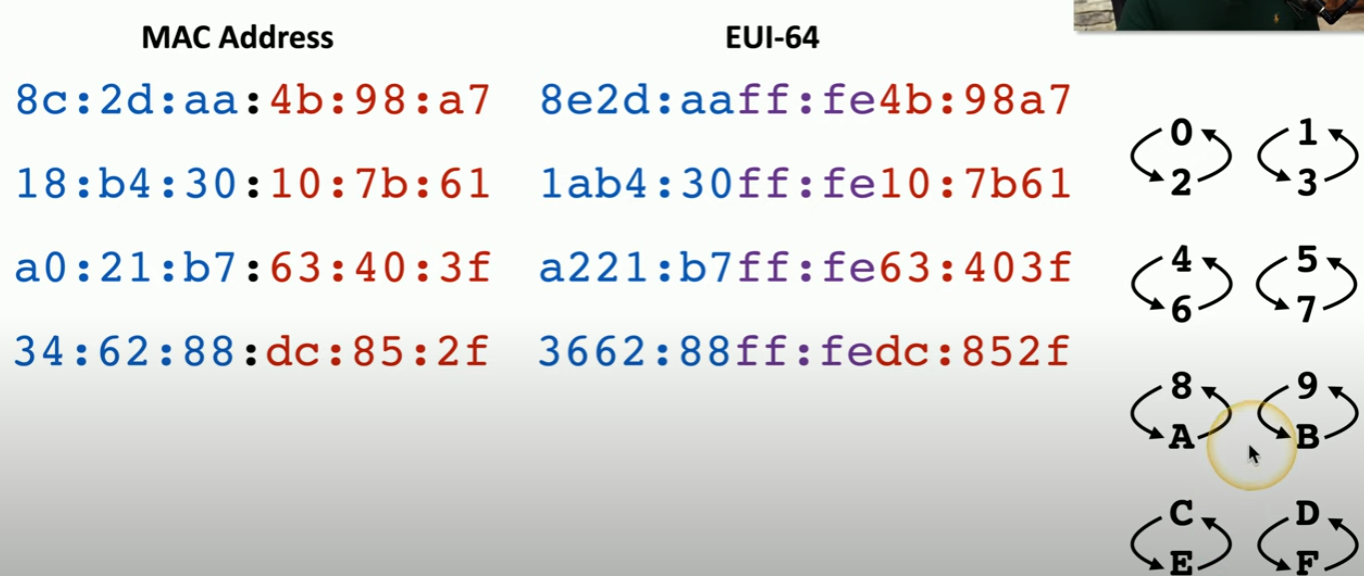 MAC Address EUI-64
8c:2d:aa:4b:98:a7 8e2d:aaff:fe4b:98a7
18:b4:30:10:7b:61 1ab4:30ff:fe10:7b61
a0:21:b7:63:40:3f a221:b7ff:fe63:403f
34:62:88:dc:85:2f 3662:88ff:fedc:852f
0 1
2 3
4 5
6 7
8 9
A B
C D
E F